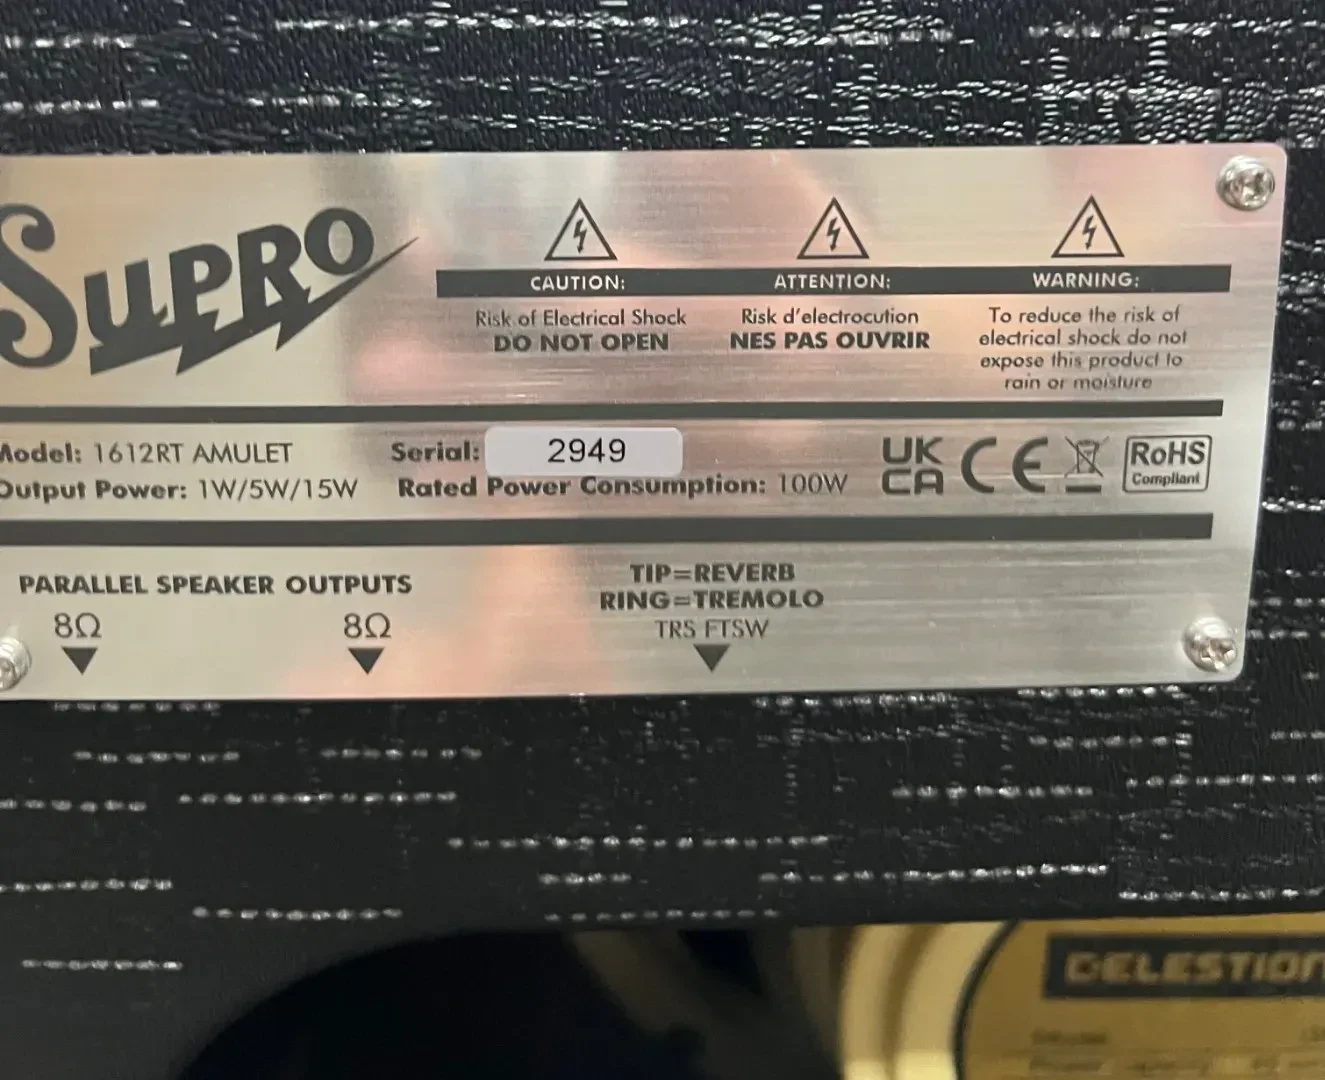 SUPRO
CAUTION:
Risk of Electrical Shock
DO NOT OPEN
ATTENTION:
Risk d'electrocution
NES PAS OUVRIR
WARNING:
To reduce the risk of
electrical shock do not
expose this product to
rain or moisture
Model: 1612RT AMULET
Serial: 2949
Output Power: 1W/5W/15W
Rated Power Consumption: 100W
UK
CA
CE
RoHS
Compliant
PARALLEL SPEAKER OUTPUTS
8Ω 8Ω
TIP=REVERB
RING=TREMOLO
TRS FTSW
CELESTION